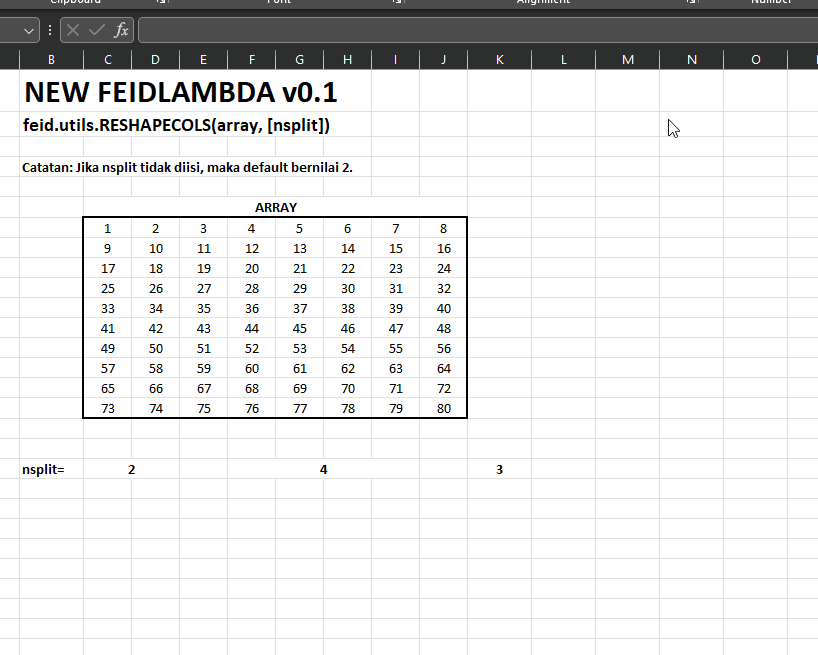 Clipboard Font Alignment Number
fx
B C D E F G H I J K L M N O
NEW FEIDLAMBDA v0.1
feid.utils.RESHAPECOLS(array, [nsplit])
Catatan: Jika nsplit tidak diisi, maka default bernilai 2.
ARRAY
1 2 3 4 5 6 7 8
9 10 11 12 13 14 15 16
17 18 19 20 21 22 23 24
25 26 27 28 29 30 31 32
33 34 35 36 37 38 39 40
41 42 43 44 45 46 47 48
49 50 51 52 53 54 55 56
57 58 59 60 61 62 63 64
65 66 67 68 69 70 71 72
73 74 75 76 77 78 79 80
nsplit= 2 4 3